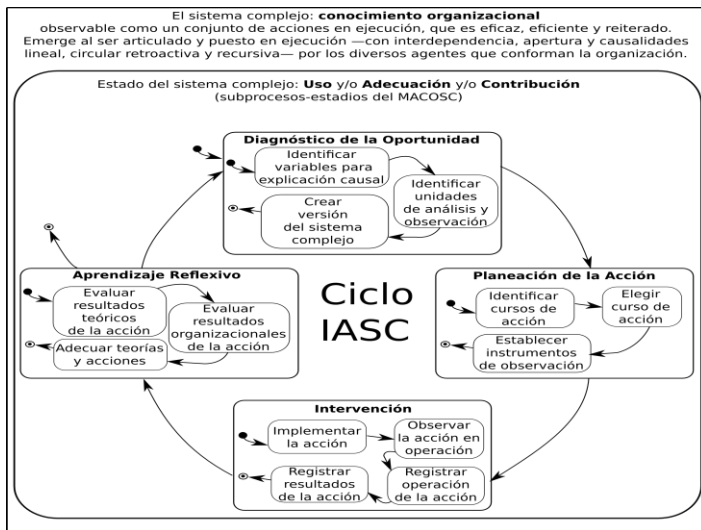 El sistema complejo: conocimiento organizacional
observable como un conjunto de acciones en ejecución, que es eficaz, eficiente y reiterado.
Emerge al ser articulado y puesto en ejecución —con interdependencia, apertura y causalidades
lineal, circular retroactiva y recursiva— por los diversos agentes que conforman la organización.
Estado del sistema complejo: Uso y/o Adecuación y/o Contribución
(subprocesos-estadios del MACOSC)
Diagnóstico de la Oportunidad
Identificar
variables para
explicación causal
Identificar
unidades
de análisis y
observación
Crear
versión
del sistema
complejo
Planeación de la Acción
Identificar
cursos de
acción
Elegir
curso de
acción
Establecer
instrumentos
de observación
Ciclo
IASC
Aprendizaje Reflexivo
Evaluar
resultados
teóricos
de la acción
Evaluar
resultados
organizacionales
de la acción
Adecuar teorías
y acciones
Intervención
Implementar
la acción
Observar
la acción en
operación
Registrar
operación
de la acción
Registrar
resultados
de la acción